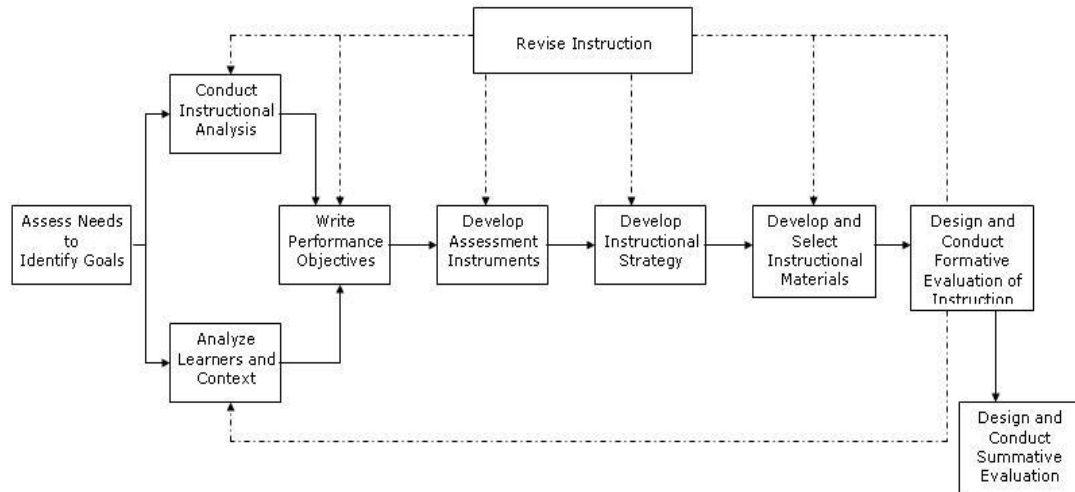 Revise Instruction
Conduct
Instructional
Analysis
Assess Needs
to
Identify Goals
Write
Performance
Objectives
Develop
Assessment
Instruments
Develop
Instructional
Strategy
Develop and
Select
Instructional
Materials
Design and
Conduct
Formative
Evaluation of
Instruction
Analyze
Learners and
Context
Design and
Conduct
Summative
Evaluation